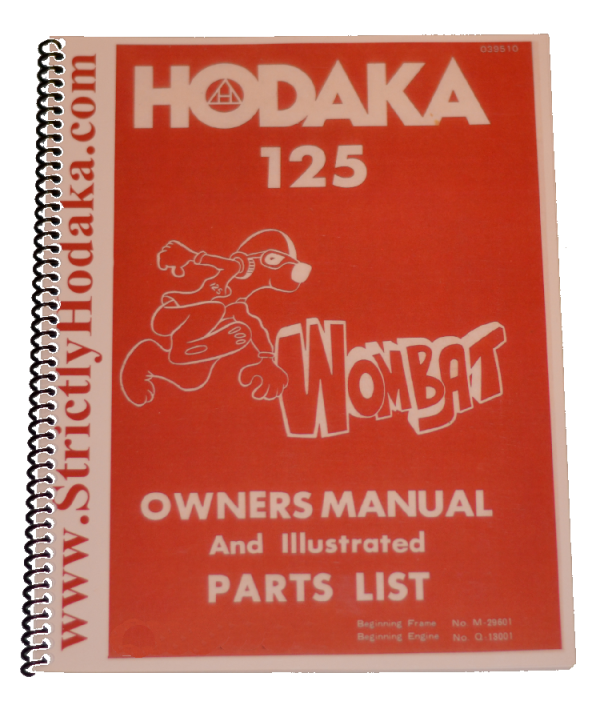 039510
HODAKA
125
WOMBAT
OWNERS MANUAL
And Illustrated
PARTS LIST
Beginning Frame No. M-29601
Beginning Engine No. Q-13001
www.StrictlyHodaka.com